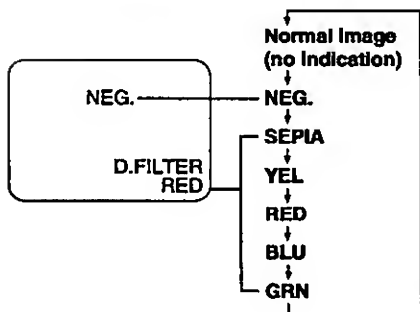 Normal Image
(no indication)
NEG.
NEG.
SEPIA
D.FILTER
RED
YEL
RED
BLU
GRN